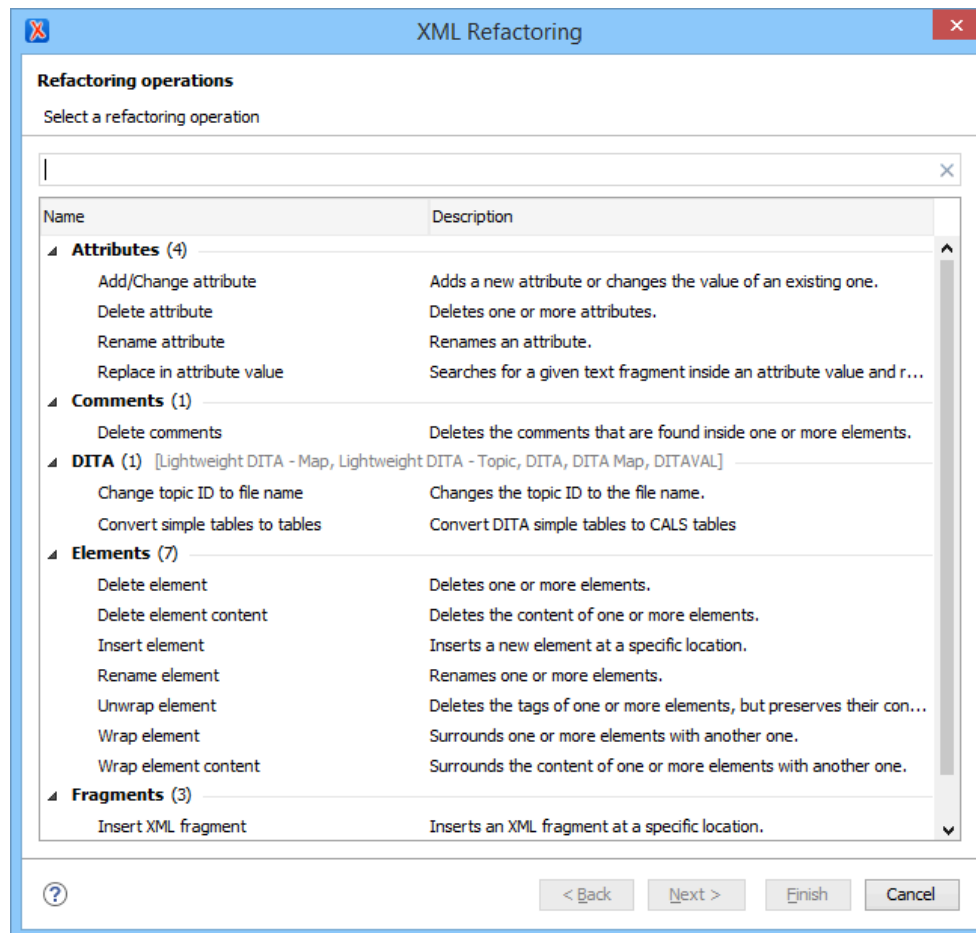 XML Refactoring
Refactoring operations
Select a refactoring operation
Name Description
Attributes (4)
Add/Change attribute Adds a new attribute or changes the value of an existing one.
Delete attribute Deletes one or more attributes.
Rename attribute Renames an attribute.
Replace in attribute value Searches for a given text fragment inside an attribute value and r...
Comments (1)
Delete comments Deletes the comments that are found inside one or more elements.
DITA (1) [Lightweight DITA - Map, Lightweight DITA - Topic, DITA, DITA Map, DITAVAL]
Change topic ID to file name Changes the topic ID to the file name.
Convert simple tables to tables Convert DITA simple tables to CALS tables
Elements (7)
Delete element Deletes one or more elements.
Delete element content Deletes the content of one or more elements.
Insert element Inserts a new element at a specific location.
Rename element Renames one or more elements.
Unwrap element Deletes the tags of one or more elements, but preserves their con...
Wrap element Surrounds one or more elements with another one.
Wrap element content Surrounds the content of one or more elements with another one.
Fragments (3)
Insert XML fragment Inserts an XML fragment at a specific location.
? < Back Next > Finish Cancel